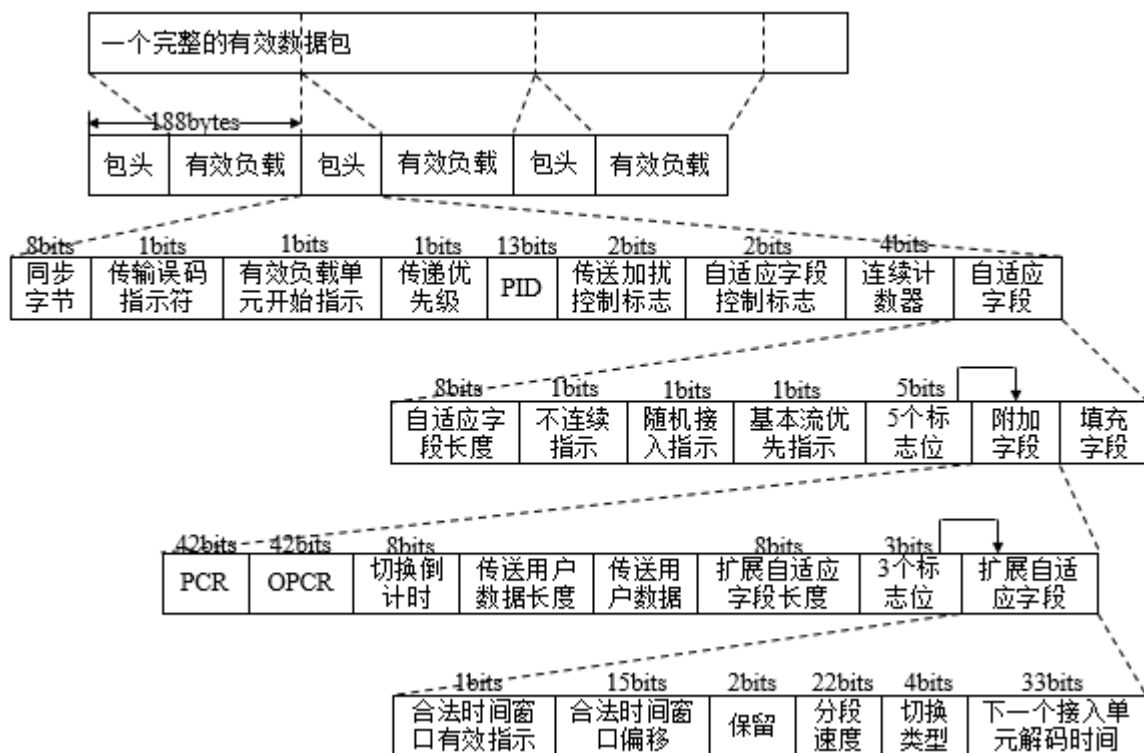 一个完整的有效数据包
188bytes
包头 有效负载 包头 有效负载 包头 有效负载
8bits 1bits 1bits 1bits 13bits 2bits 2bits 4bits
同步 传输误码 有效负载单 传递优 PID 传送加扰 自适应字段 连续计 自适应
字节 指示符 元开始指示 先级 控制标志 控制标志 数器 字段
8bits 1bits 1bits 1bits 5bits
自适应字 不连续 随机接 基本流优 5个标 附加 填充
段长度 指示 入指示 先指示 志位 字段 字段
42bits 42bits 8bits 8bits 3bits
PCR OPCR 切换倒 传送用户 传送用 扩展自适应 3个标 扩展自适
计时 数据长度 户数据 字段长度 志位 应字段
1bits 15bits 2bits 22bits 4bits 33bits
合法时间窗 合法时间窗 保留 分段 切换 下一个接入单
口有效指示 口偏移 速度 类型 元解码时间